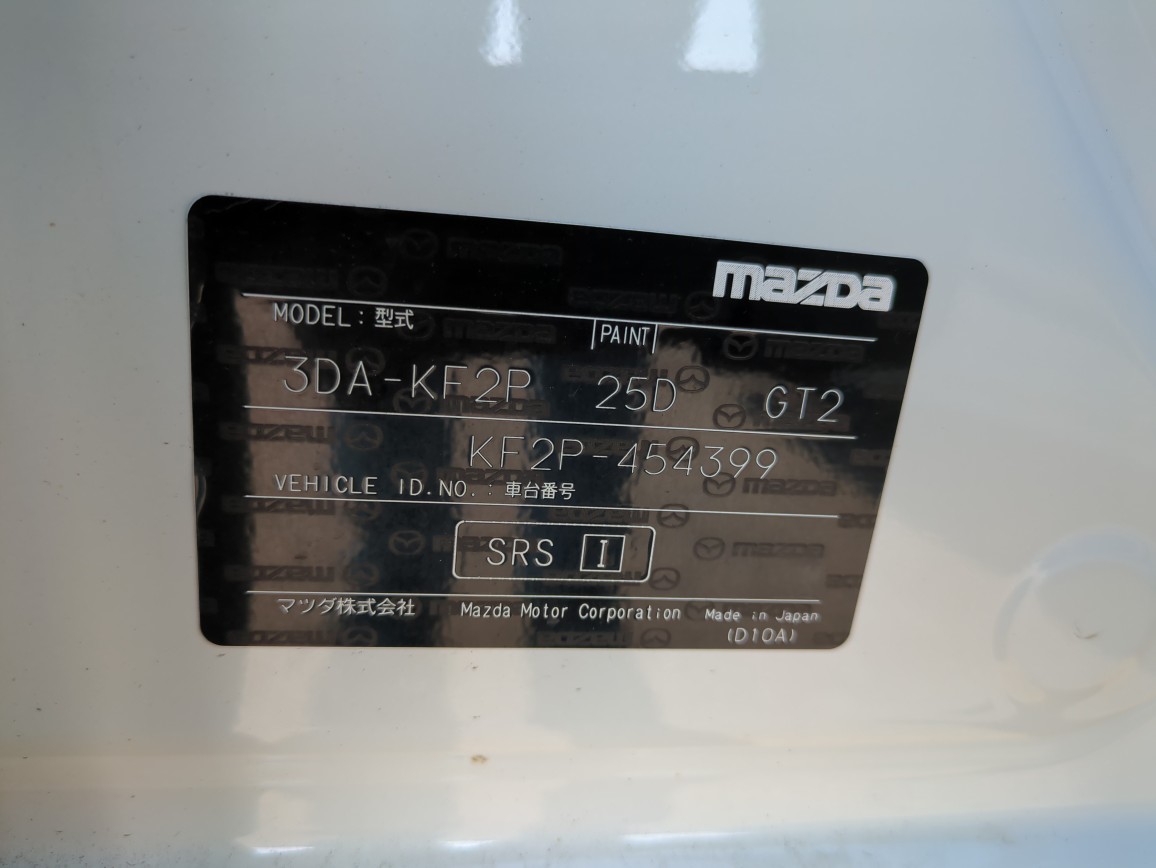 mazda
MODEL : 型式
PAINT
3DA-KF2P 25D GT2
KF2P-454399
VEHICLE ID.NO. : 車台番号
SRS I
マツダ株式会社 Mazda Motor Corporation Made in Japan
(D10A)